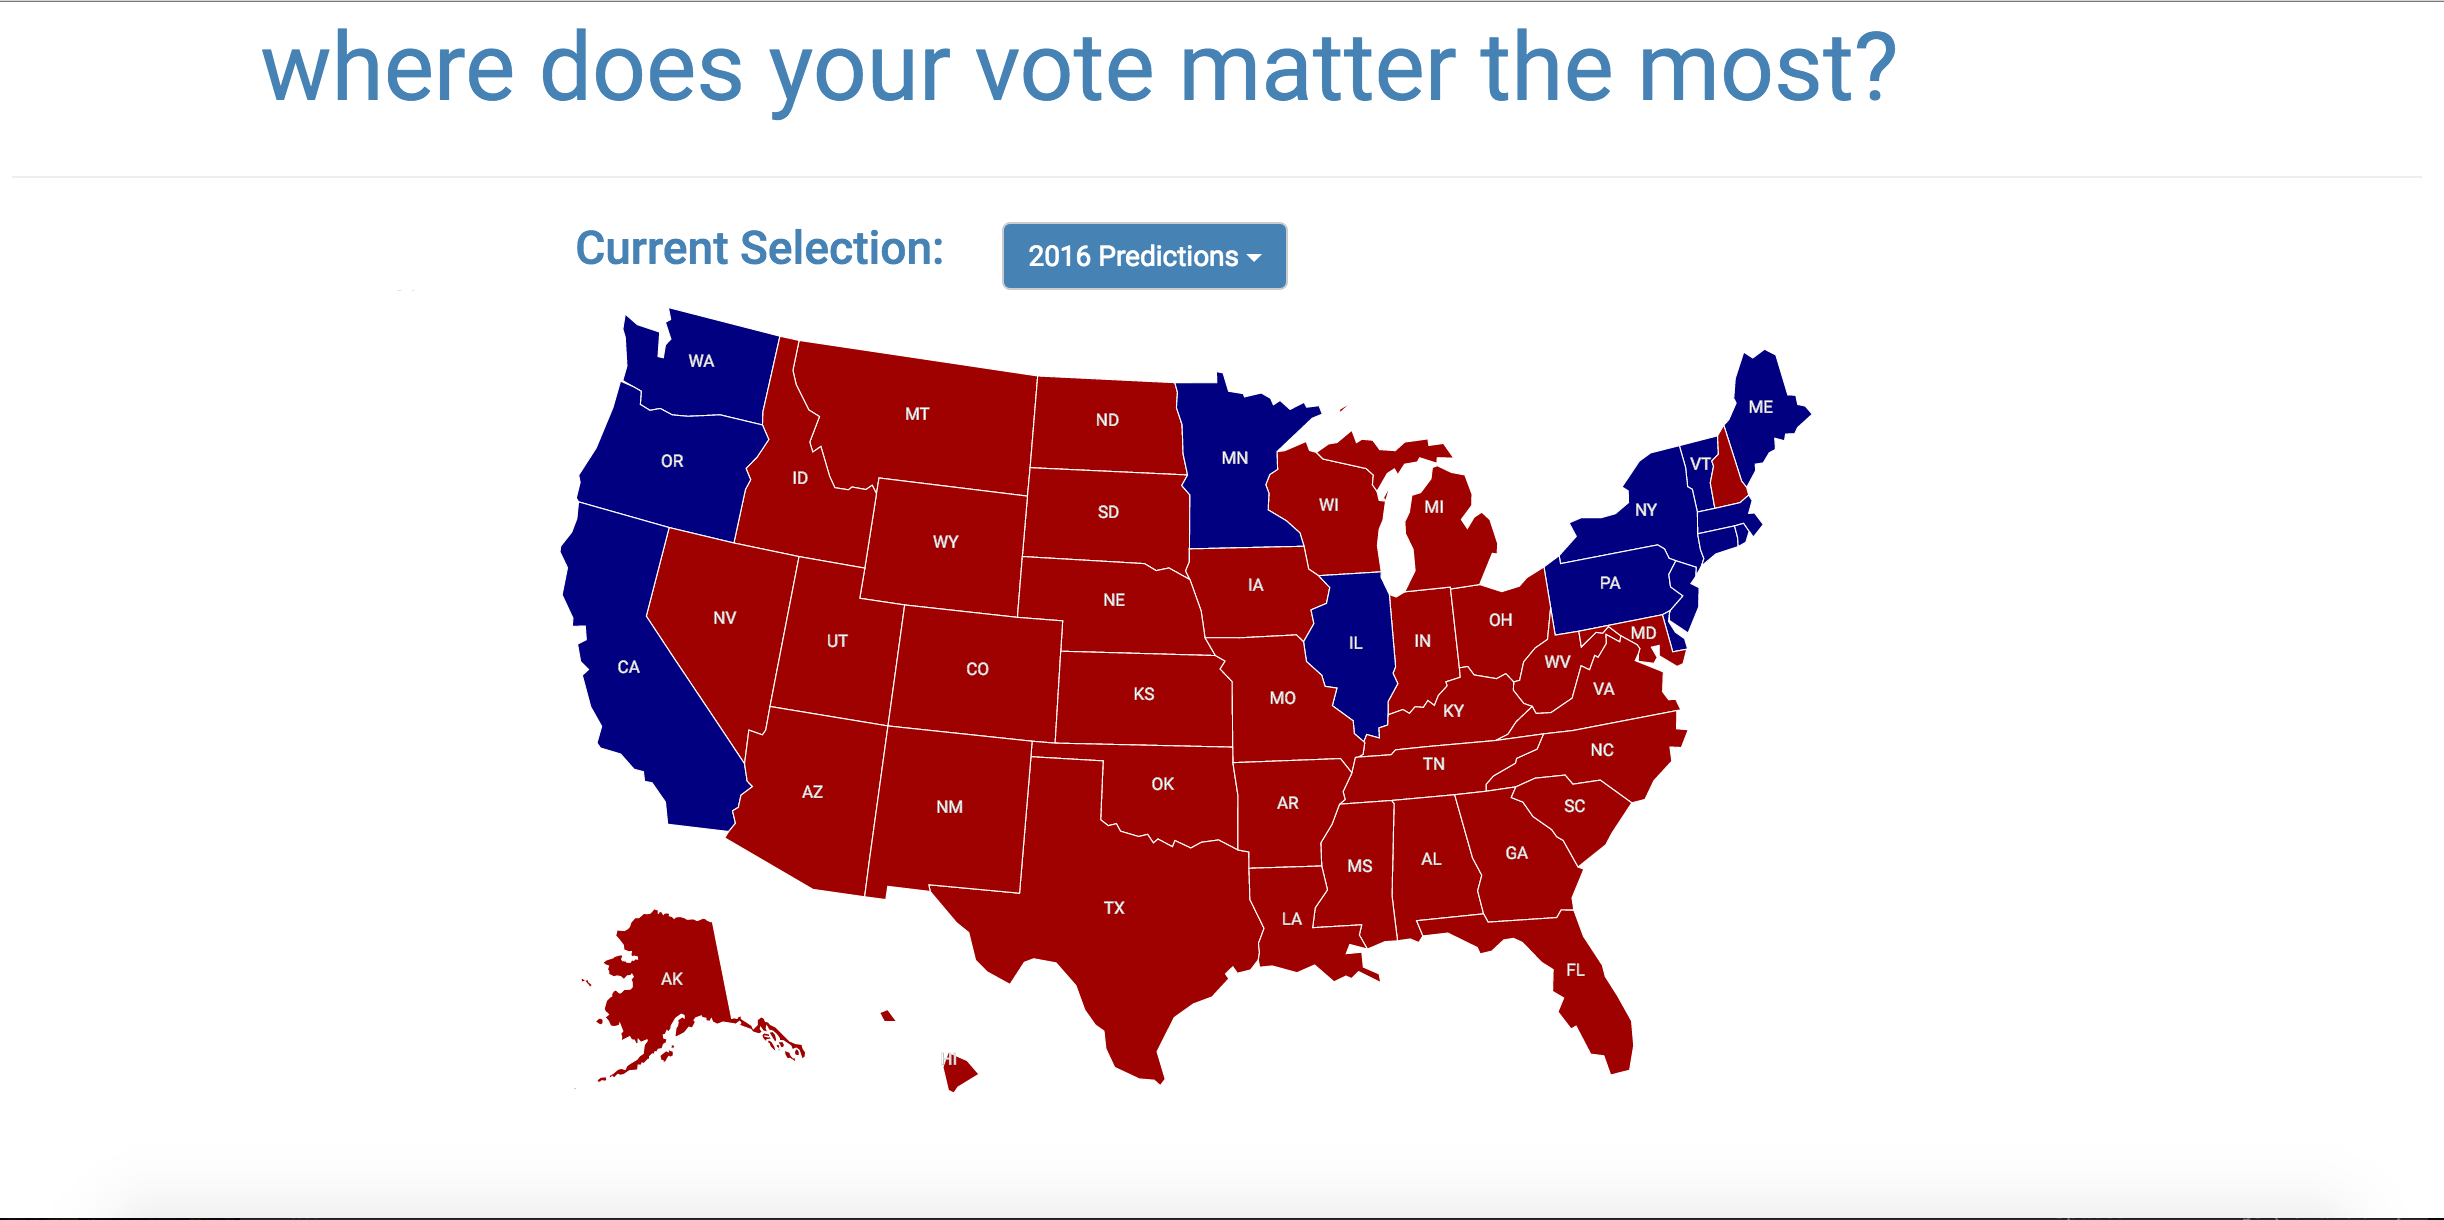 where does your vote matter the most?
Current Selection:
2016 Predictions
WA
MT
ND
MN
ME
OR
ID
SD
WI
MI
VT
NY
WY
IA
NE
PA
NV
UT
CO
IL
IN
OH
MD
CA
KS
MO
WV
VA
KY
NC
AZ
NM
OK
AR
TN
SC
TX
MS
AL
GA
LA
FL
AK
HI